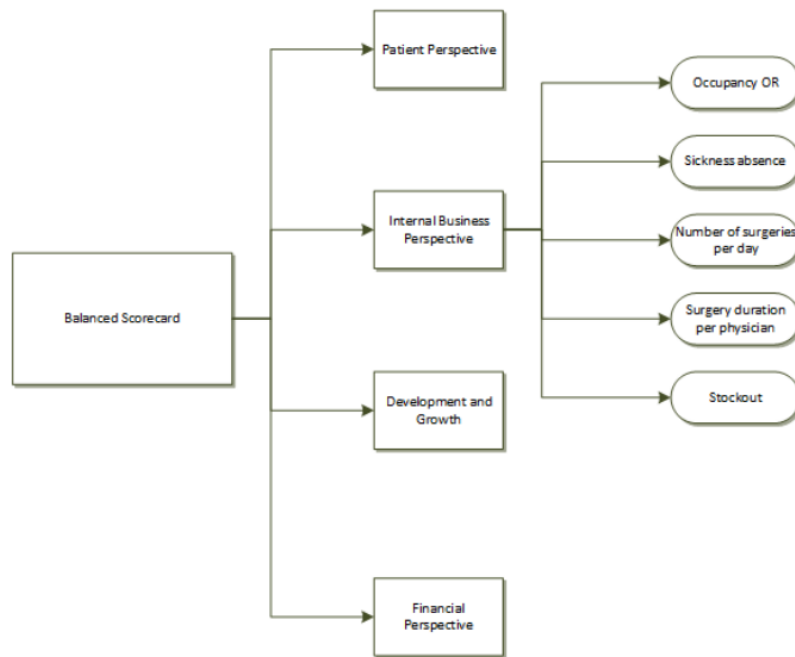 Patient Perspective
Occupancy OR
Sickness absence
Internal Business
Perspective
Number of surgeries
per day
Balanced Scorecard
Surgery duration
per physician
Development and
Growth
Stockout
Financial
Perspective